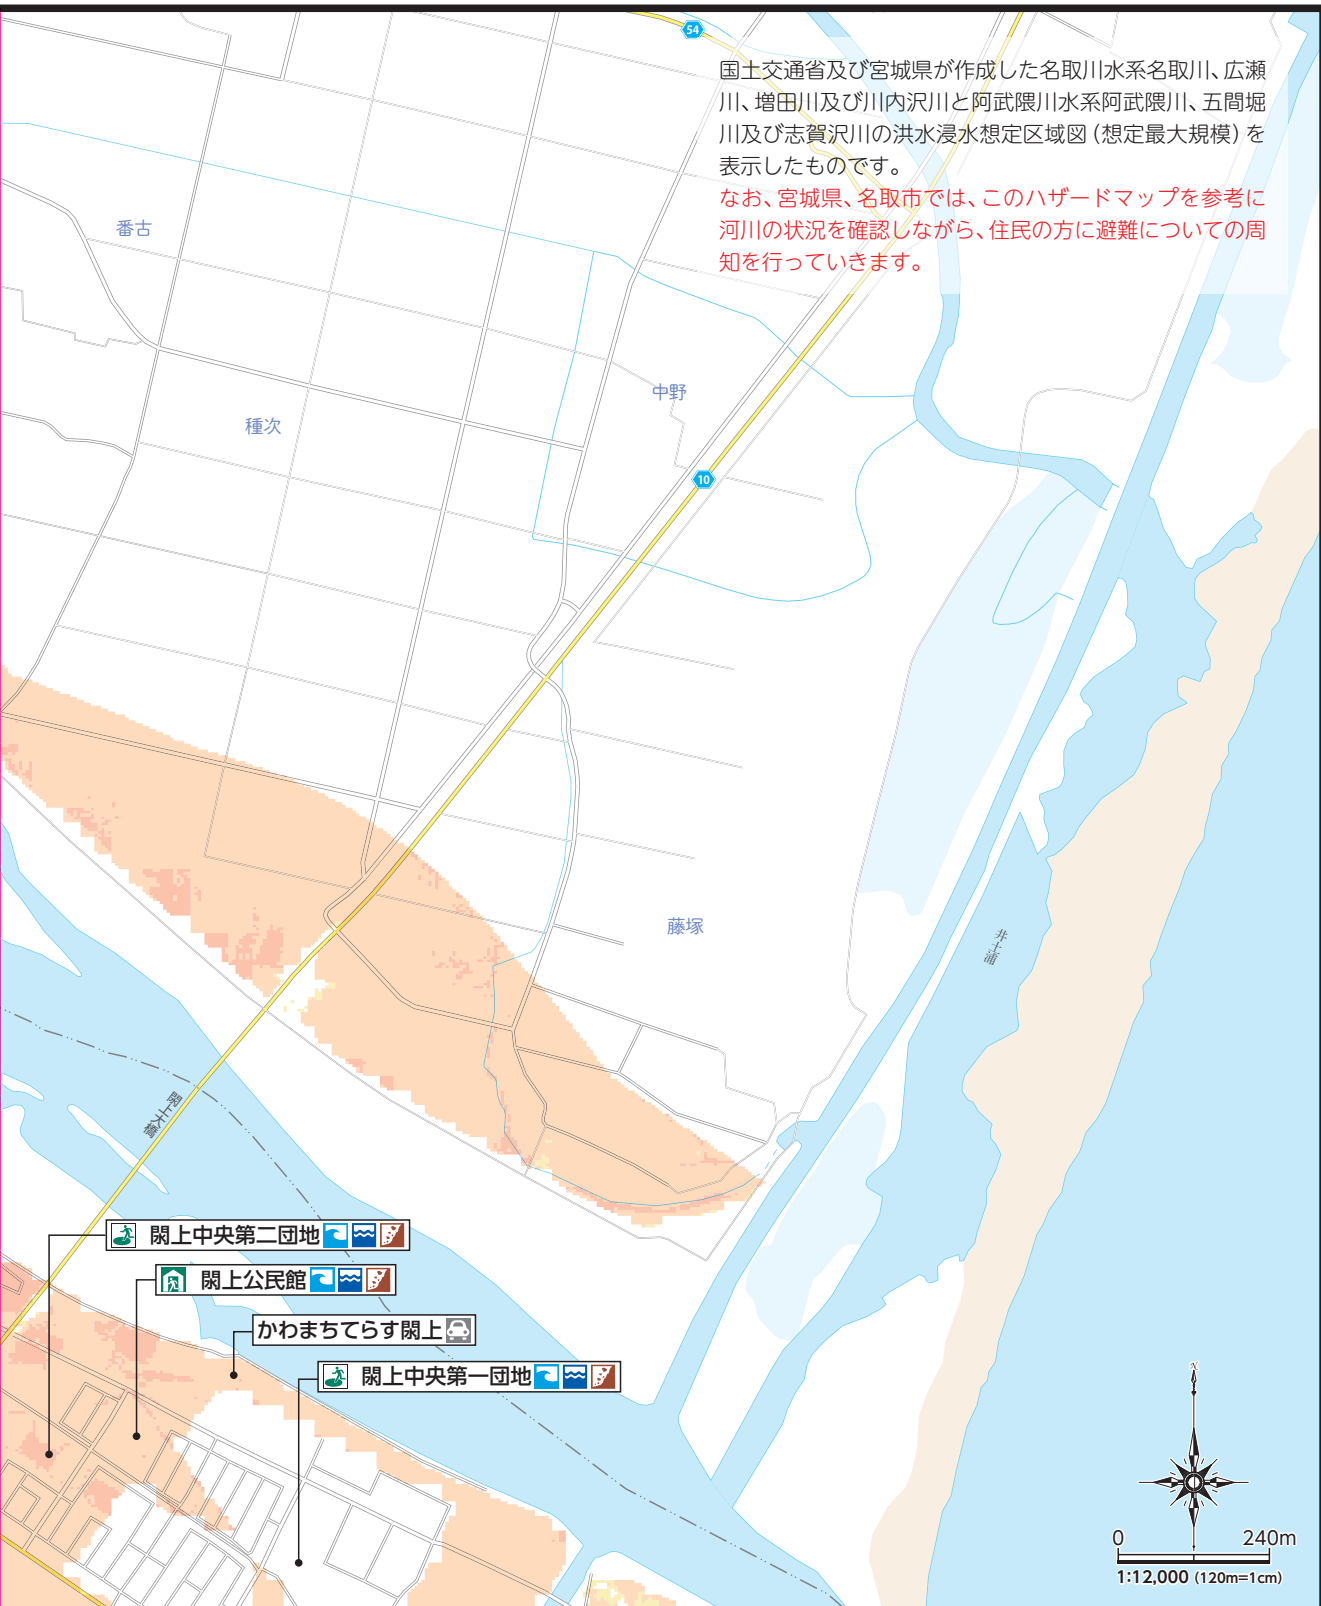 54
国土交通省及び宮城県が作成した名取川水系名取川、広瀬
川、増田川及び川内沢川と阿武隈川水系阿武隈川、五間堀
川及び志賀沢川の洪水浸水想定区域図(想定最大規模)を
表示したものです。
なお、宮城県、名取市では、このハザードマップを参考に
河川の状況を確認しながら、住民の方に避難についての周
知を行っていきます。
番古
中野
種次
10
藤塚
井土浦
閖上大橋
閖上中央第二団地
閖上公民館
かわまちてらす閖上
閖上中央第一団地
N
0 240m
1:12,000 (120m=1cm)